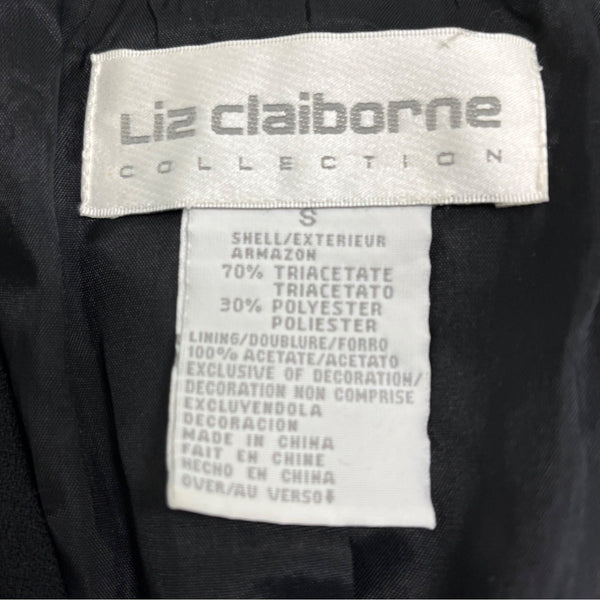 Liz claiborne
COLLECTION
S
SHELL/EXTERIEUR
ARMAZON
70% TRIACETATE
TRIACETATO
30% POLYESTER
POLIESTER
LINING/DOUBLURE/FORRO
100% ACETATE/ACETATO
EXCLUSIVE OF DECORATION/
DECORATION NON COMPRISE
EXCLUYENDOLA
DECORACION
MADE IN CHINA
FAIT EN CHINE
HECHO EN CHINA
OVER/AU VERSO